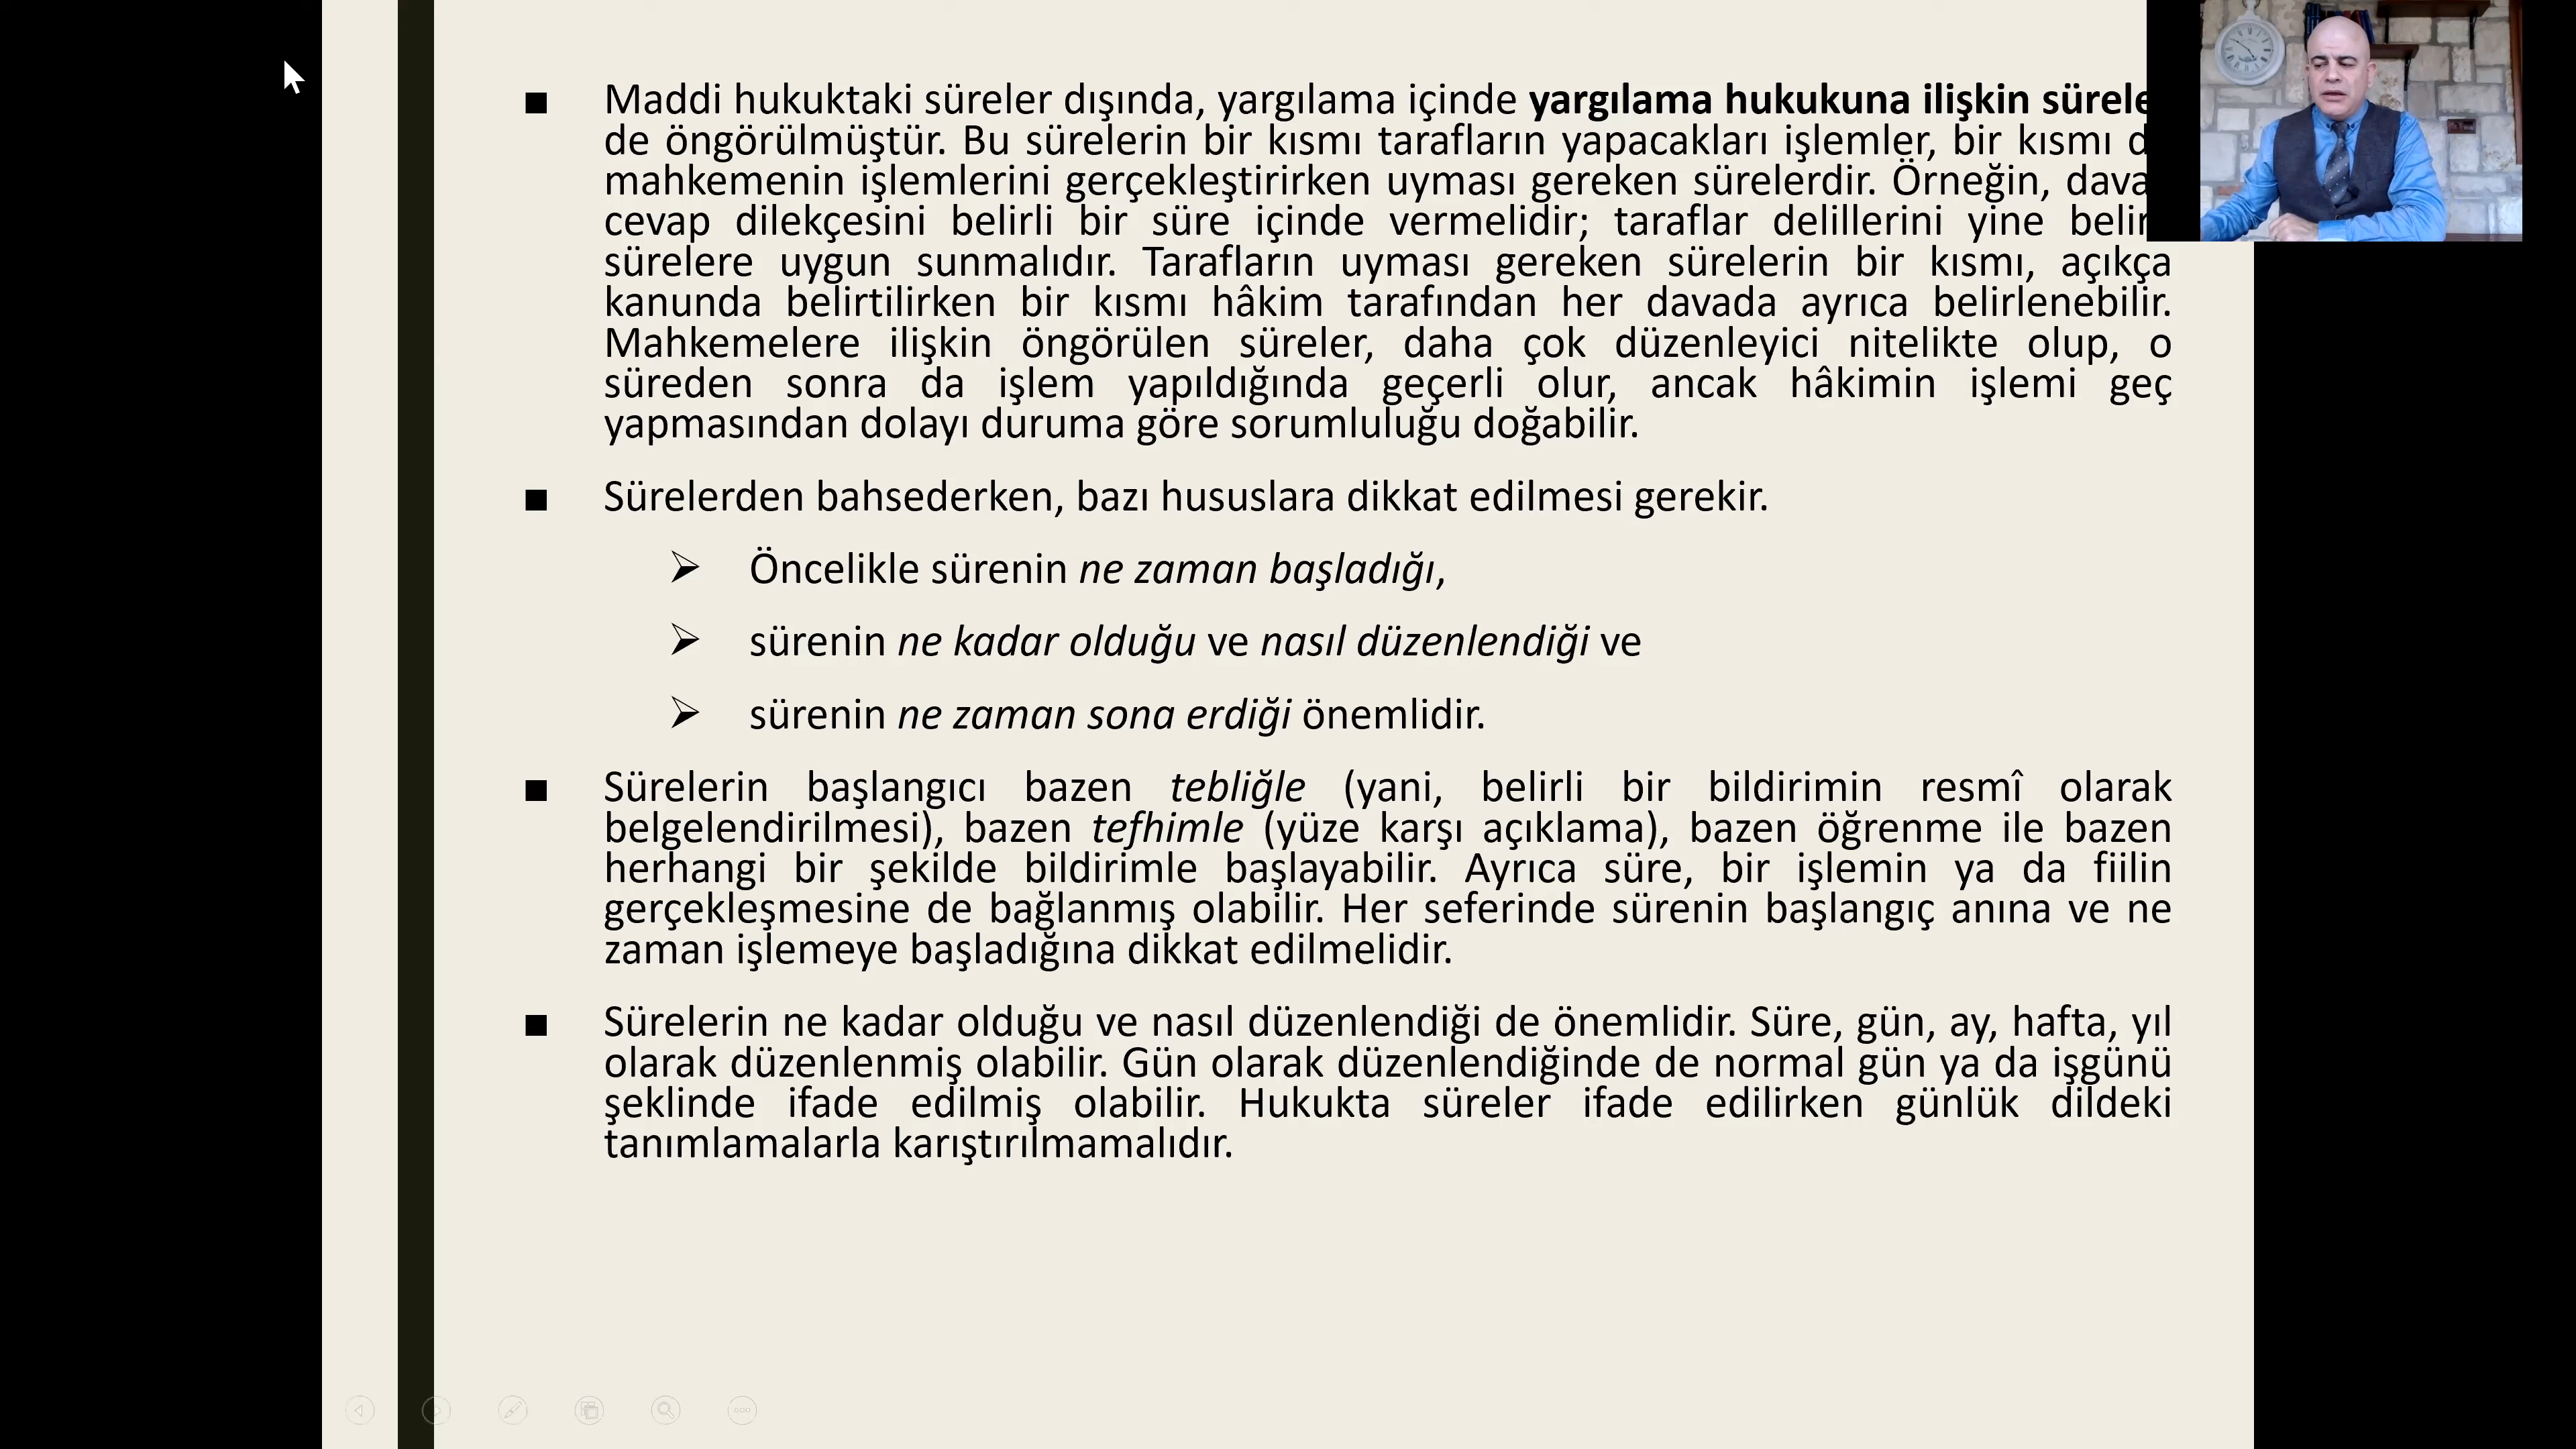 ■ Maddi hukuktaki süreler dışında, yargılama içinde yargılama hukukuna ilişkin
de öngörülmüştür. Bu sürelerin bir kısmı tarafların yapacakları işlemler, bir kısmı
mahkemenin işlemlerini gerçekleştirirken uyması gereken sürelerdir. Örneğin,
cevap dilekçesini belirli bir süre içinde vermelidir; taraflar delillerini yine
sürelere uygun sunmalıdır. Tarafların uyması gereken sürelerin bir kısmı, açıkça
kanunda belirtilirken bir kısmı hâkim tarafından her davada ayrıca belirlenebilir.
Mahkemelere ilişkin öngörülen süreler, daha çok düzenleyici nitelikte olup, o
süreden sonra da işlem yapıldığında geçerli olur, ancak hâkimin işlemi geç
yapmasından dolayı duruma göre sorumluluğu doğabilir.
■ Sürelerden bahsederken, bazı hususlara dikkat edilmesi gerekir.
➢ Öncelikle sürenin ne zaman başladığı,
➢ sürenin ne kadar olduğu ve nasıl düzenlendiği ve
➢ sürenin ne zaman sona erdiği önemlidir.
■ Sürelerin başlangıcı bazen tebliğle (yani, belirli bir bildirimin resmî olarak
belgelendirilmesi), bazen tefhimle (yüze karşı açıklama), bazen öğrenme ile bazen
herhangi bir şekilde bildirimle başlayabilir. Ayrıca süre, bir işlemin ya da fiilin
gerçekleşmesine de bağlanmış olabilir. Her seferinde sürenin başlangıç anına ve ne
zaman işlemeye başladığına dikkat edilmelidir.
■ Sürelerin ne kadar olduğu ve nasıl düzenlendiği de önemlidir. Süre, gün, ay, hafta, yıl
olarak düzenlenmiş olabilir. Gün olarak düzenlendiğinde de normal gün ya da işgünü
şeklinde ifade edilmiş olabilir. Hukukta süreler ifade edilirken günlük dildeki
tanımlamalarla karıştırılmamalıdır.